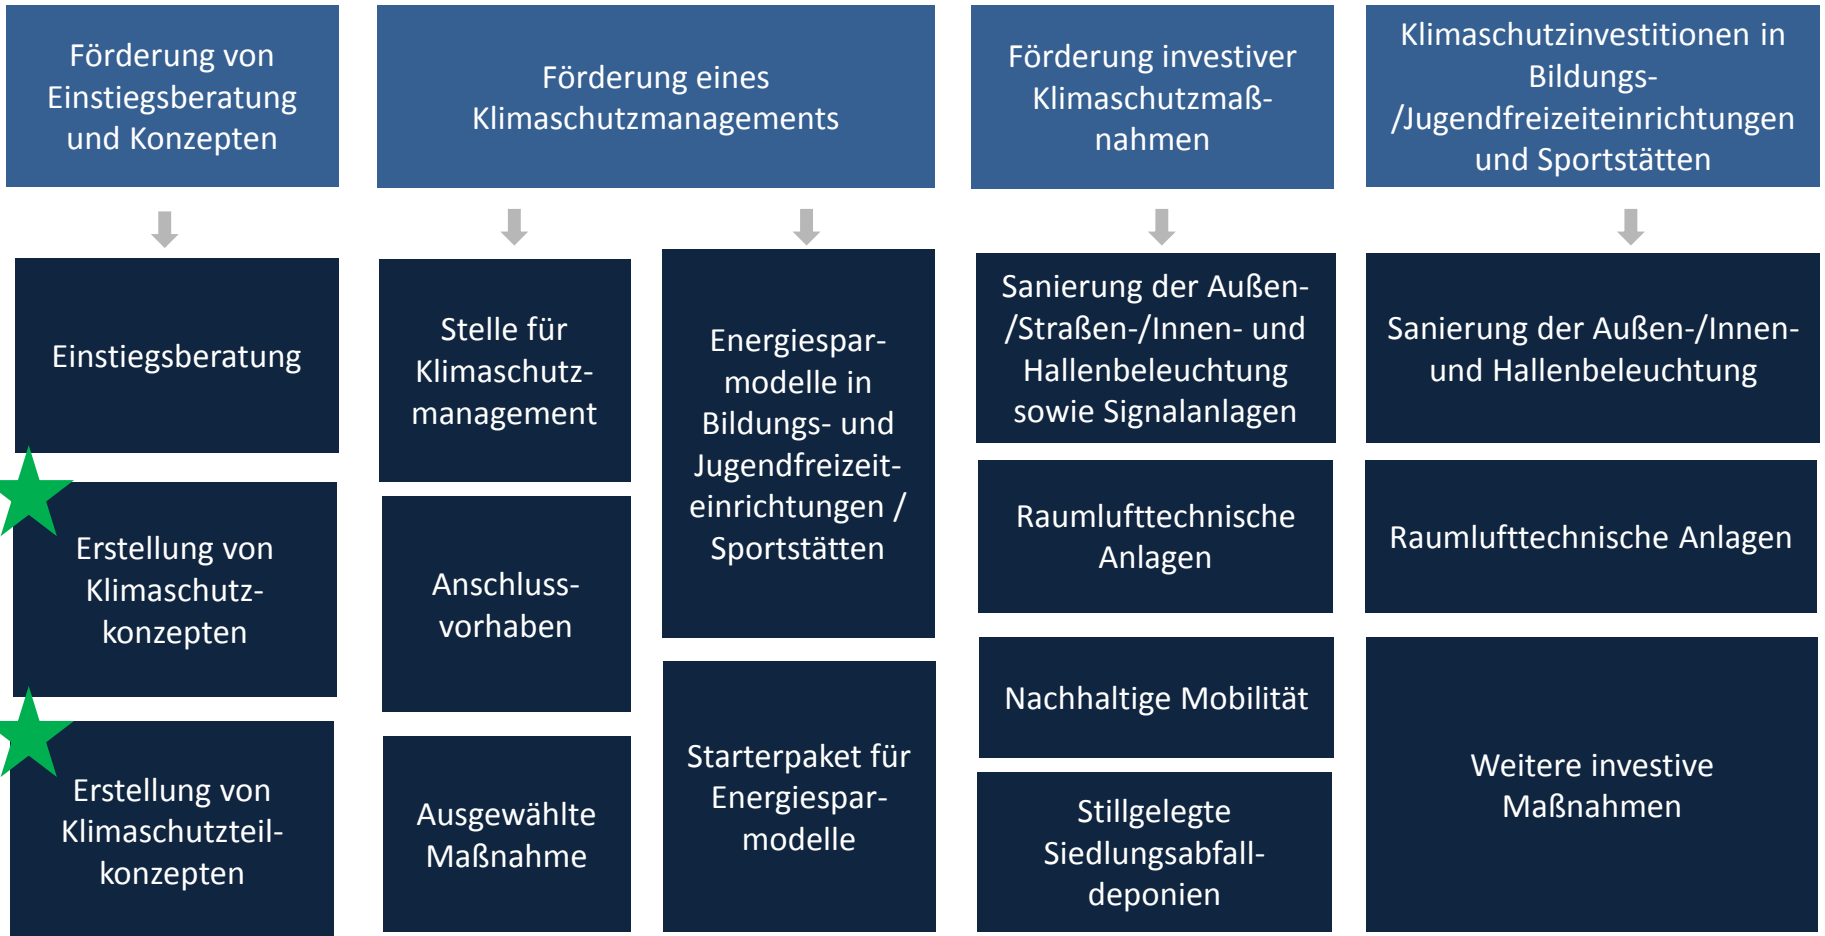 Förderung von
Einstiegsberatung
und Konzepten
Förderung eines
Klimaschutzmanagements
Förderung investiver
Klimaschutzmaß-
nahmen
Klimaschutzinvestitionen in
Bildungs-
/Jugendfreizeiteinrichtungen
und Sportstätten
Einstiegsberatung
Erstellung von
Klimaschutz-
konzepten
Erstellung von
Klimaschutzteil-
konzepten
Stelle für
Klimaschutz-
management
Anschluss-
vorhaben
Ausgewählte
Maßnahme
Energiespar-
modelle in
Bildungs- und
Jugendfreizeit-
einrichtungen /
Sportstätten
Starterpaket für
Energiespar-
modelle
Sanierung der Außen-
/Straßen-/Innen- und
Hallenbeleuchtung
sowie Signalanlagen
Raumlufttechnische
Anlagen
Nachhaltige Mobilität
Stillgelegte
Siedlungsabfall-
deponien
Sanierung der Außen-/Innen-
und Hallenbeleuchtung
Raumlufttechnische Anlagen
Weitere investive
Maßnahmen